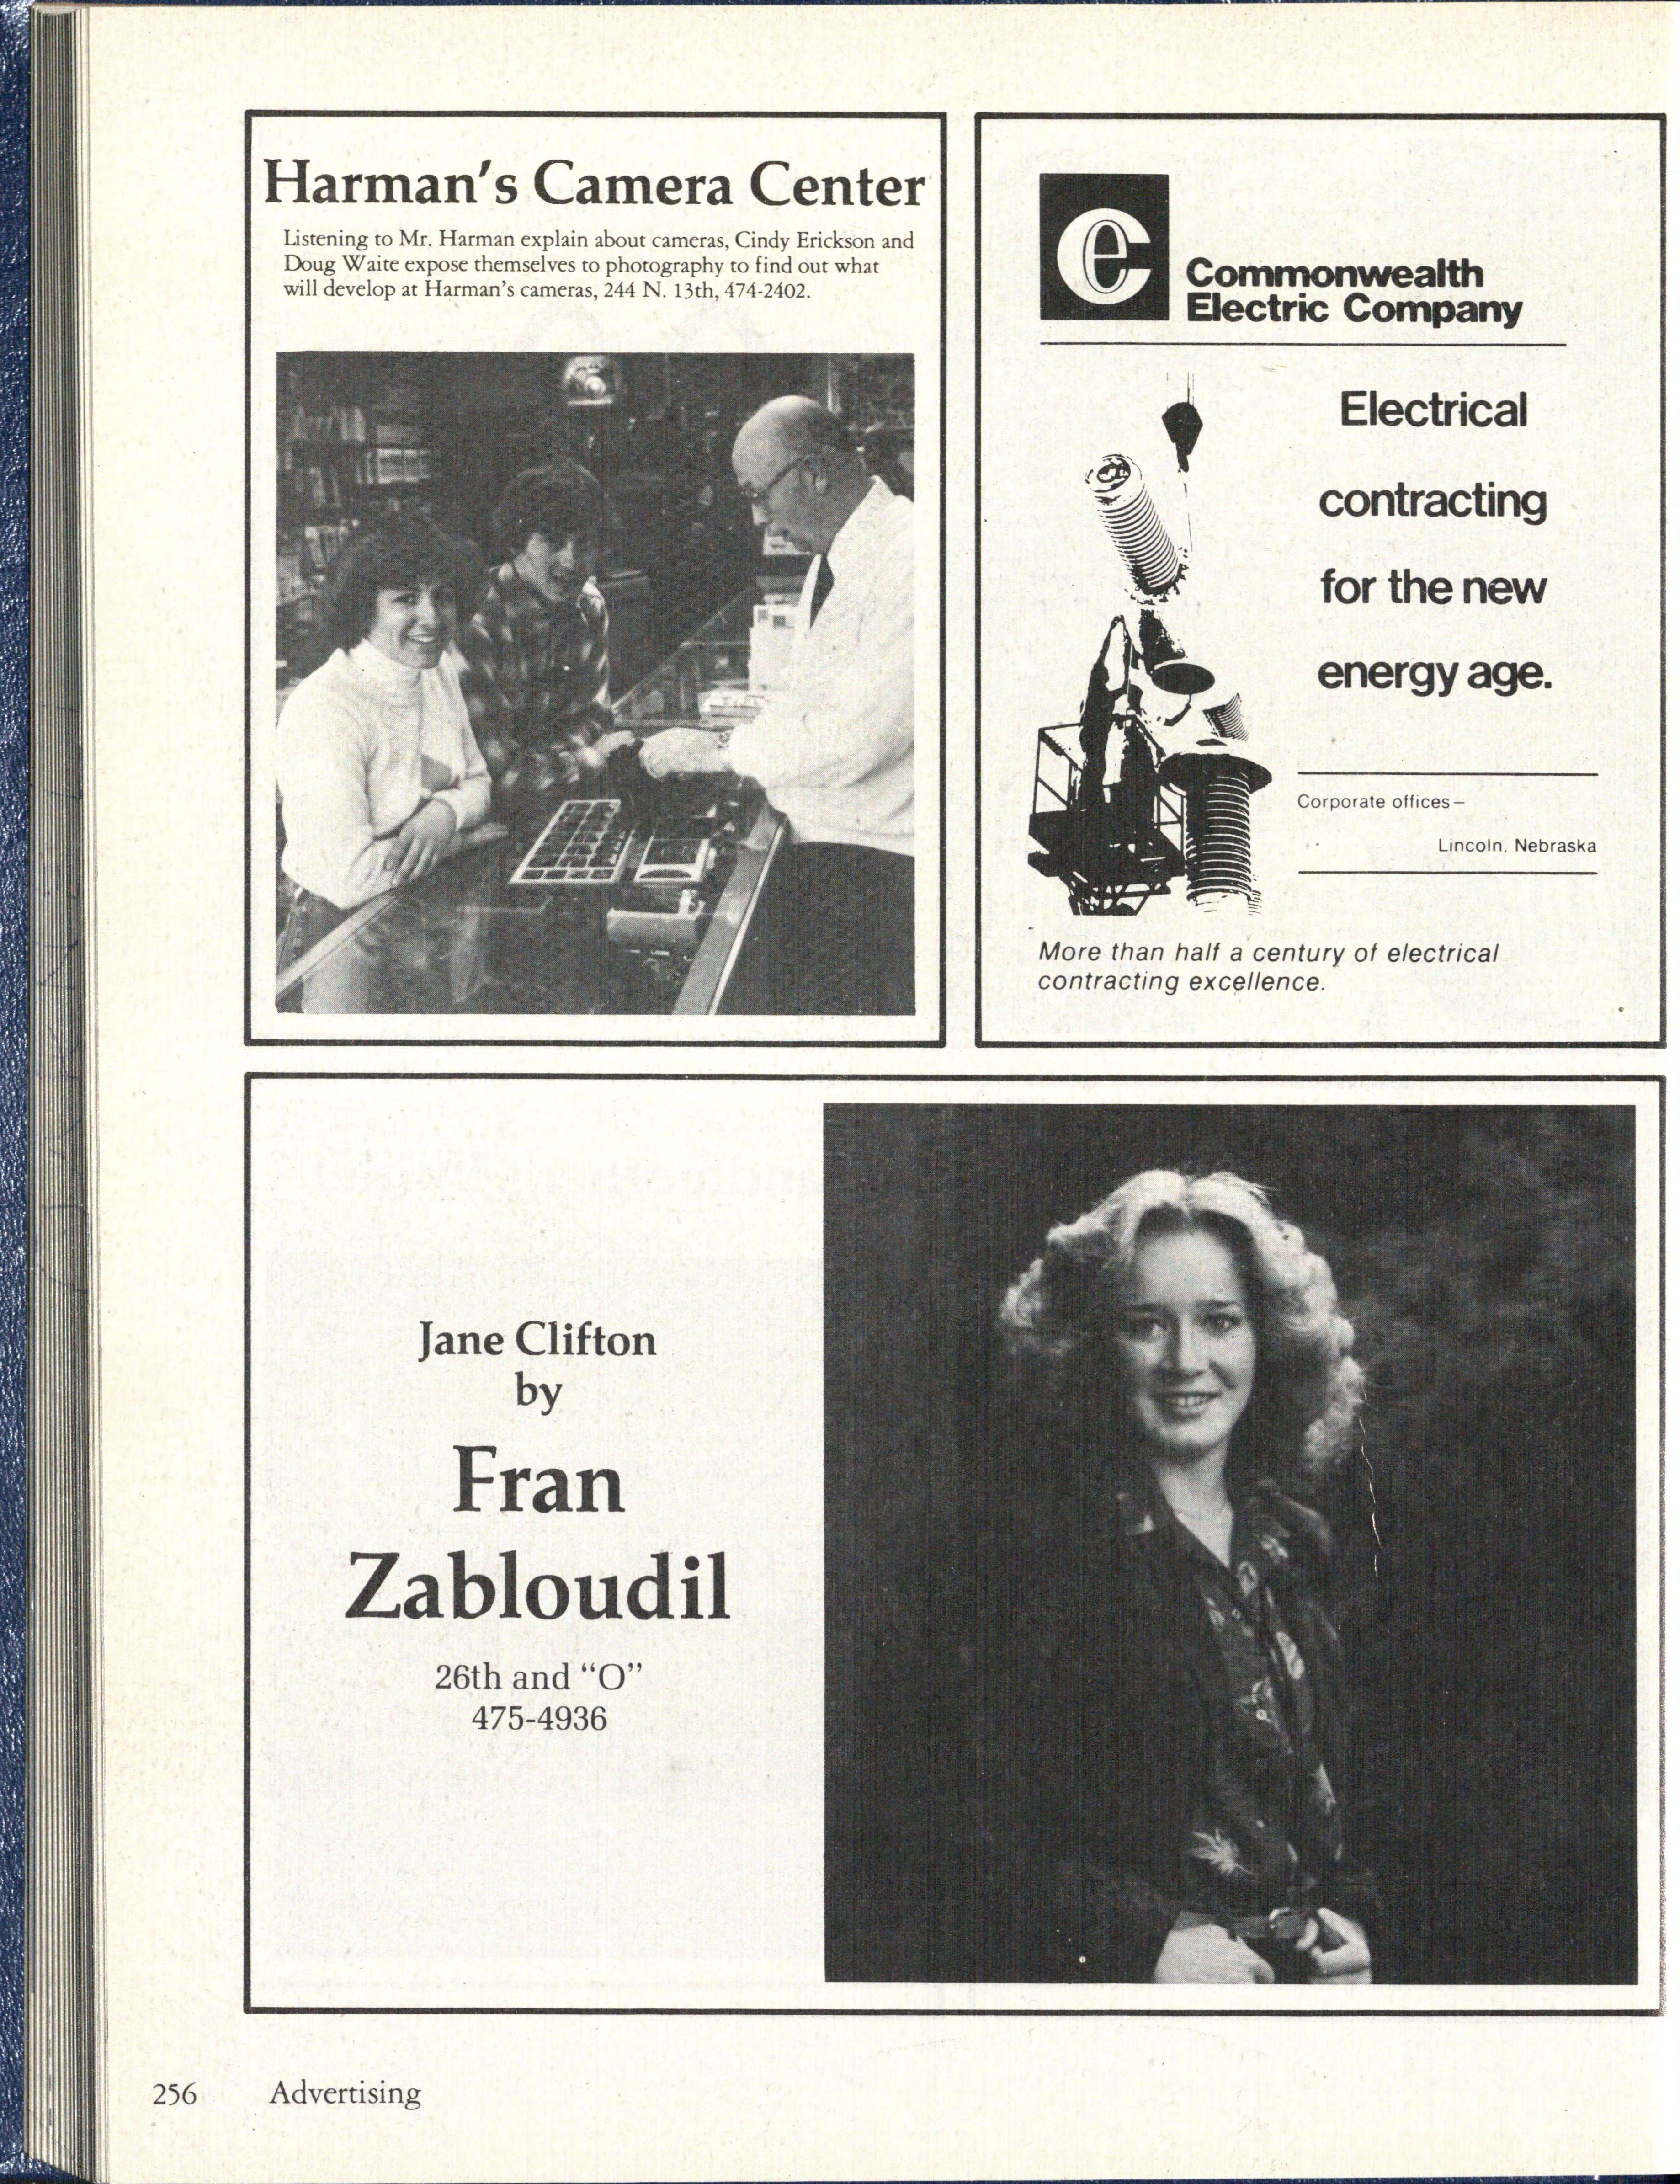 Harman's Camera Center
Listening to Mr. Harman explain about cameras, Cindy Erickson and
Doug Waite expose themselves to photography to find out what
will develop at Harman's cameras, 244 N. 13th, 474-2402.
Commonwealth
Electric Company
Electrical
contracting
for the new
energy age.
Corporate offices–
Lincoln, Nebraska
More than half a century of electrical
contracting excellence.
Jane Clifton
by
Fran
Zabloudil
26th and “O”
475-4936
256 Advertising